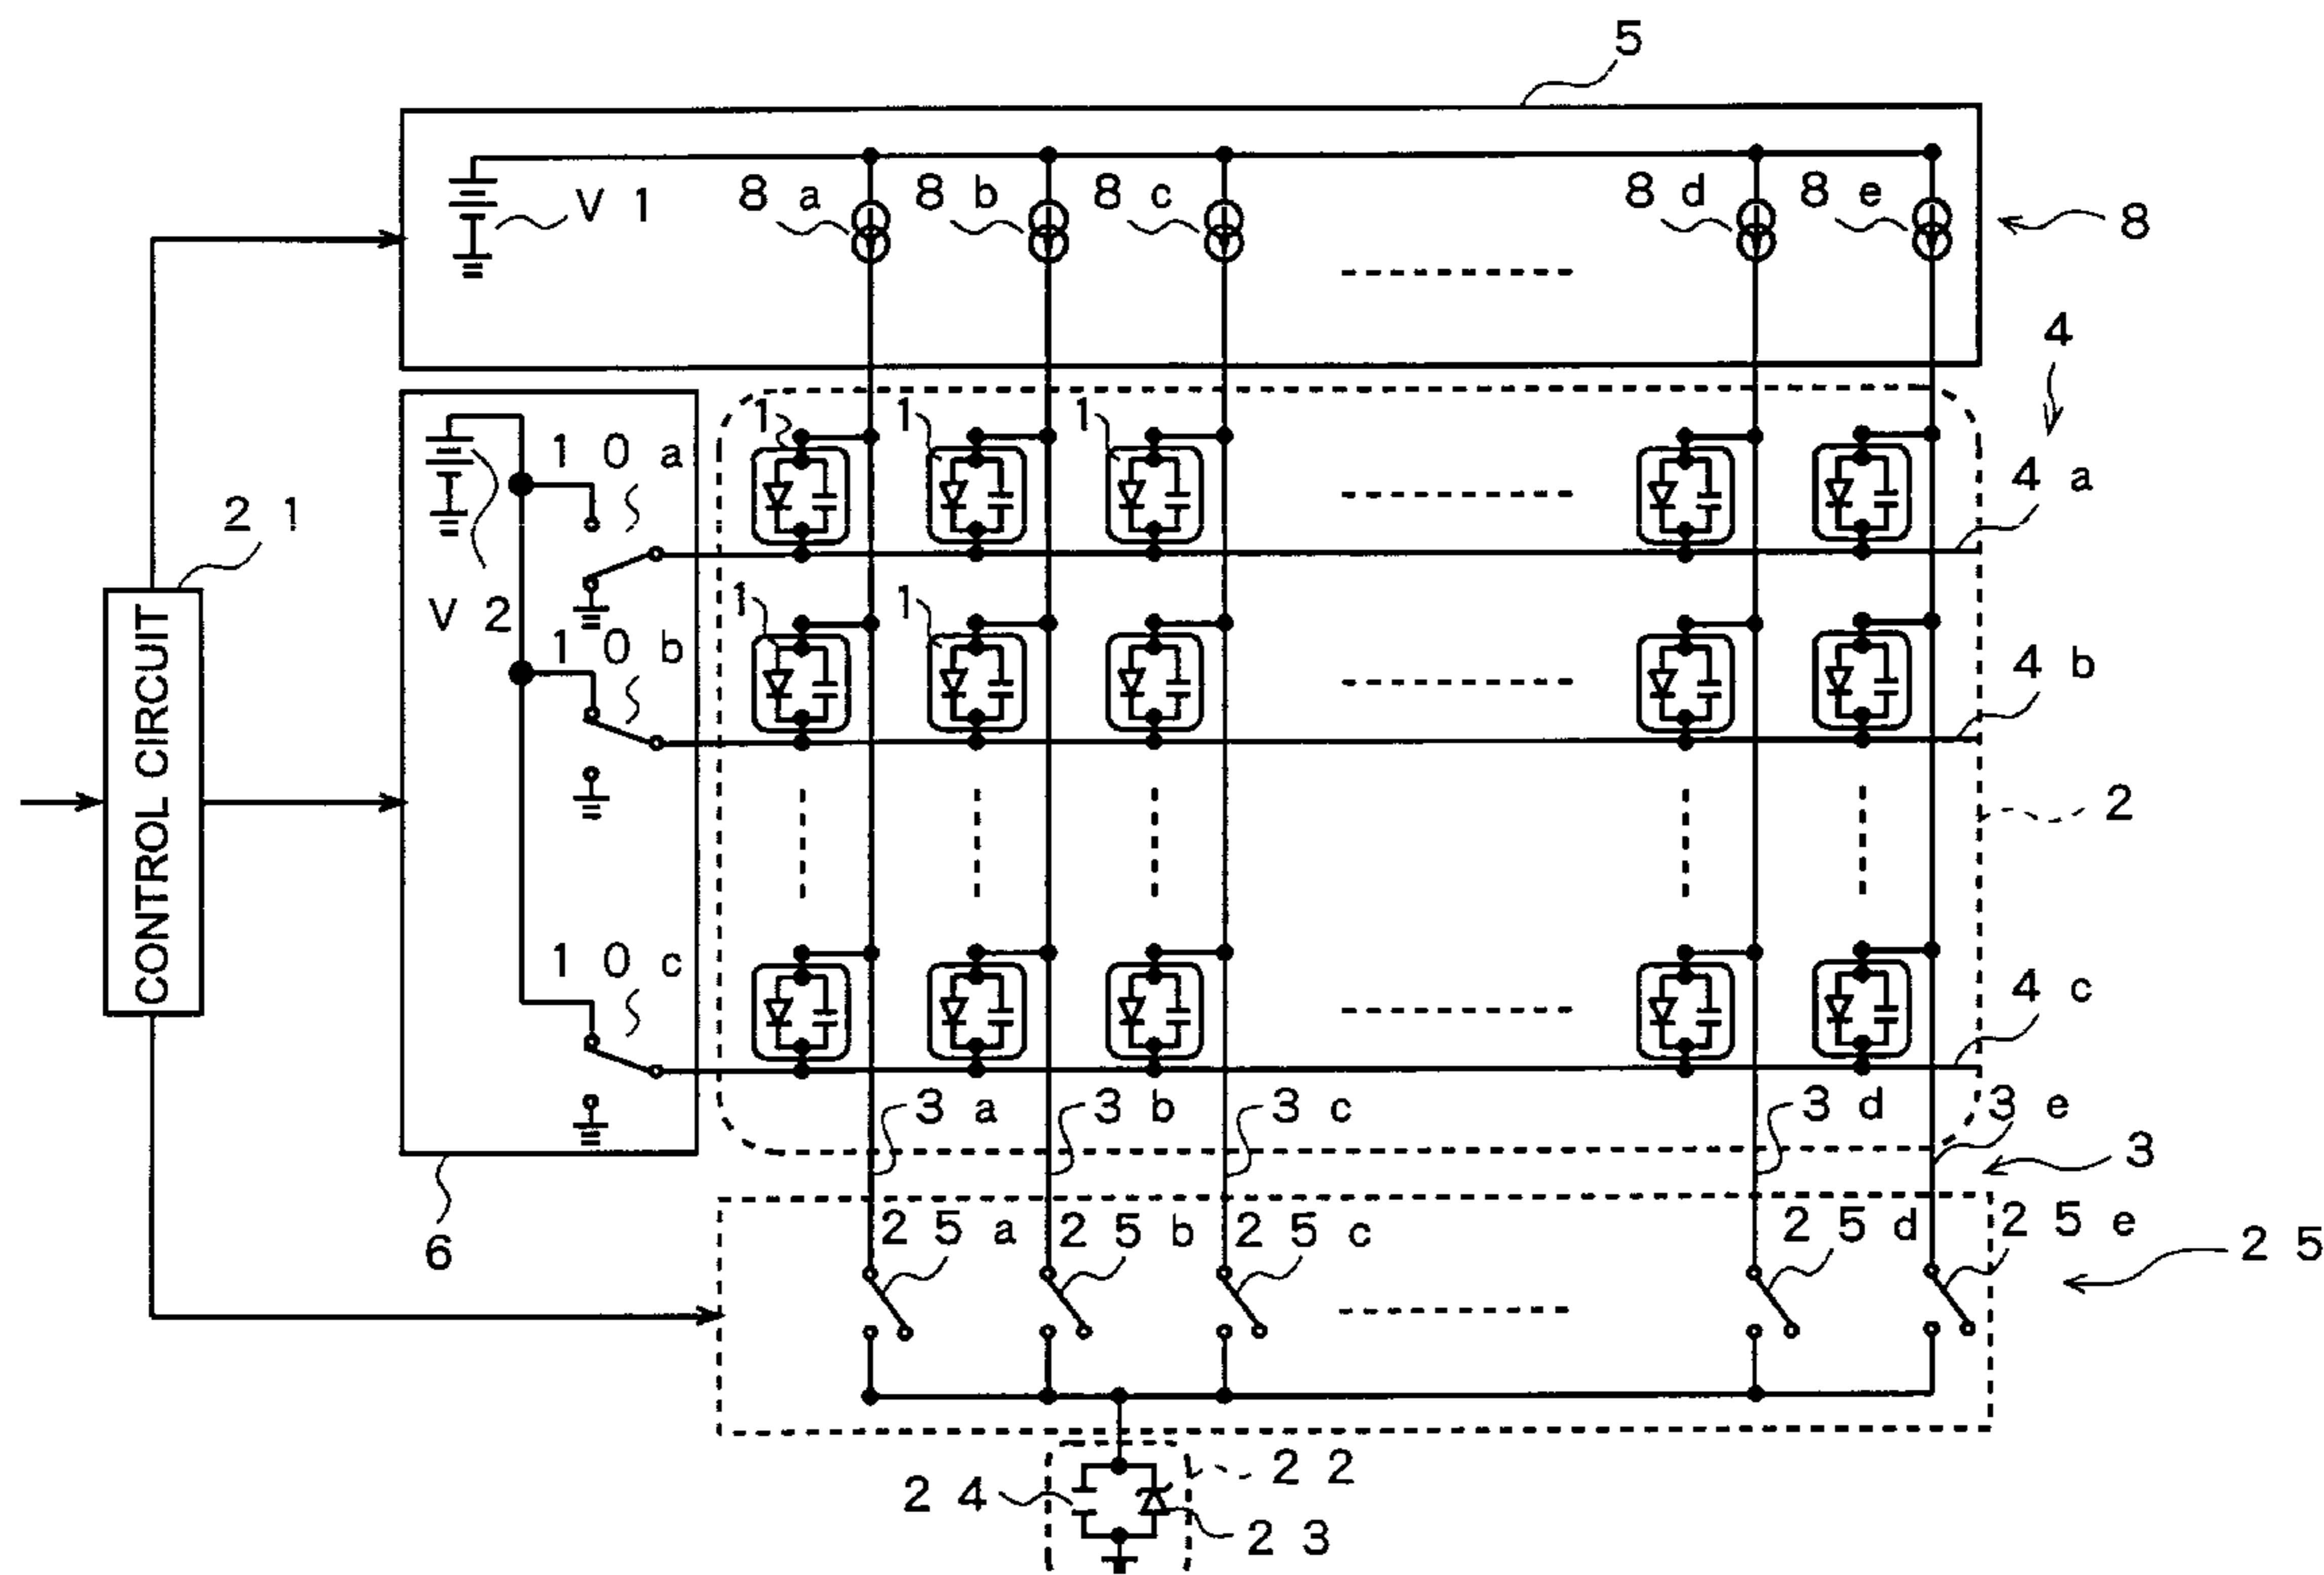 5
V 1
8 a
8 b
8 c
8 d
8 e
8
4
1
1
1
1 0 a
4 a
2 1
V 2
1
1
1 0 b
4 b
CONTROL CIRCUIT
2
1 0 c
4 c
3 a
3 b
3 c
3 d
3 e
3
6
2 5 a
2 5 b
2 5 c
2 5 d
2 5 e
2 5
2 4
2 2
2 3